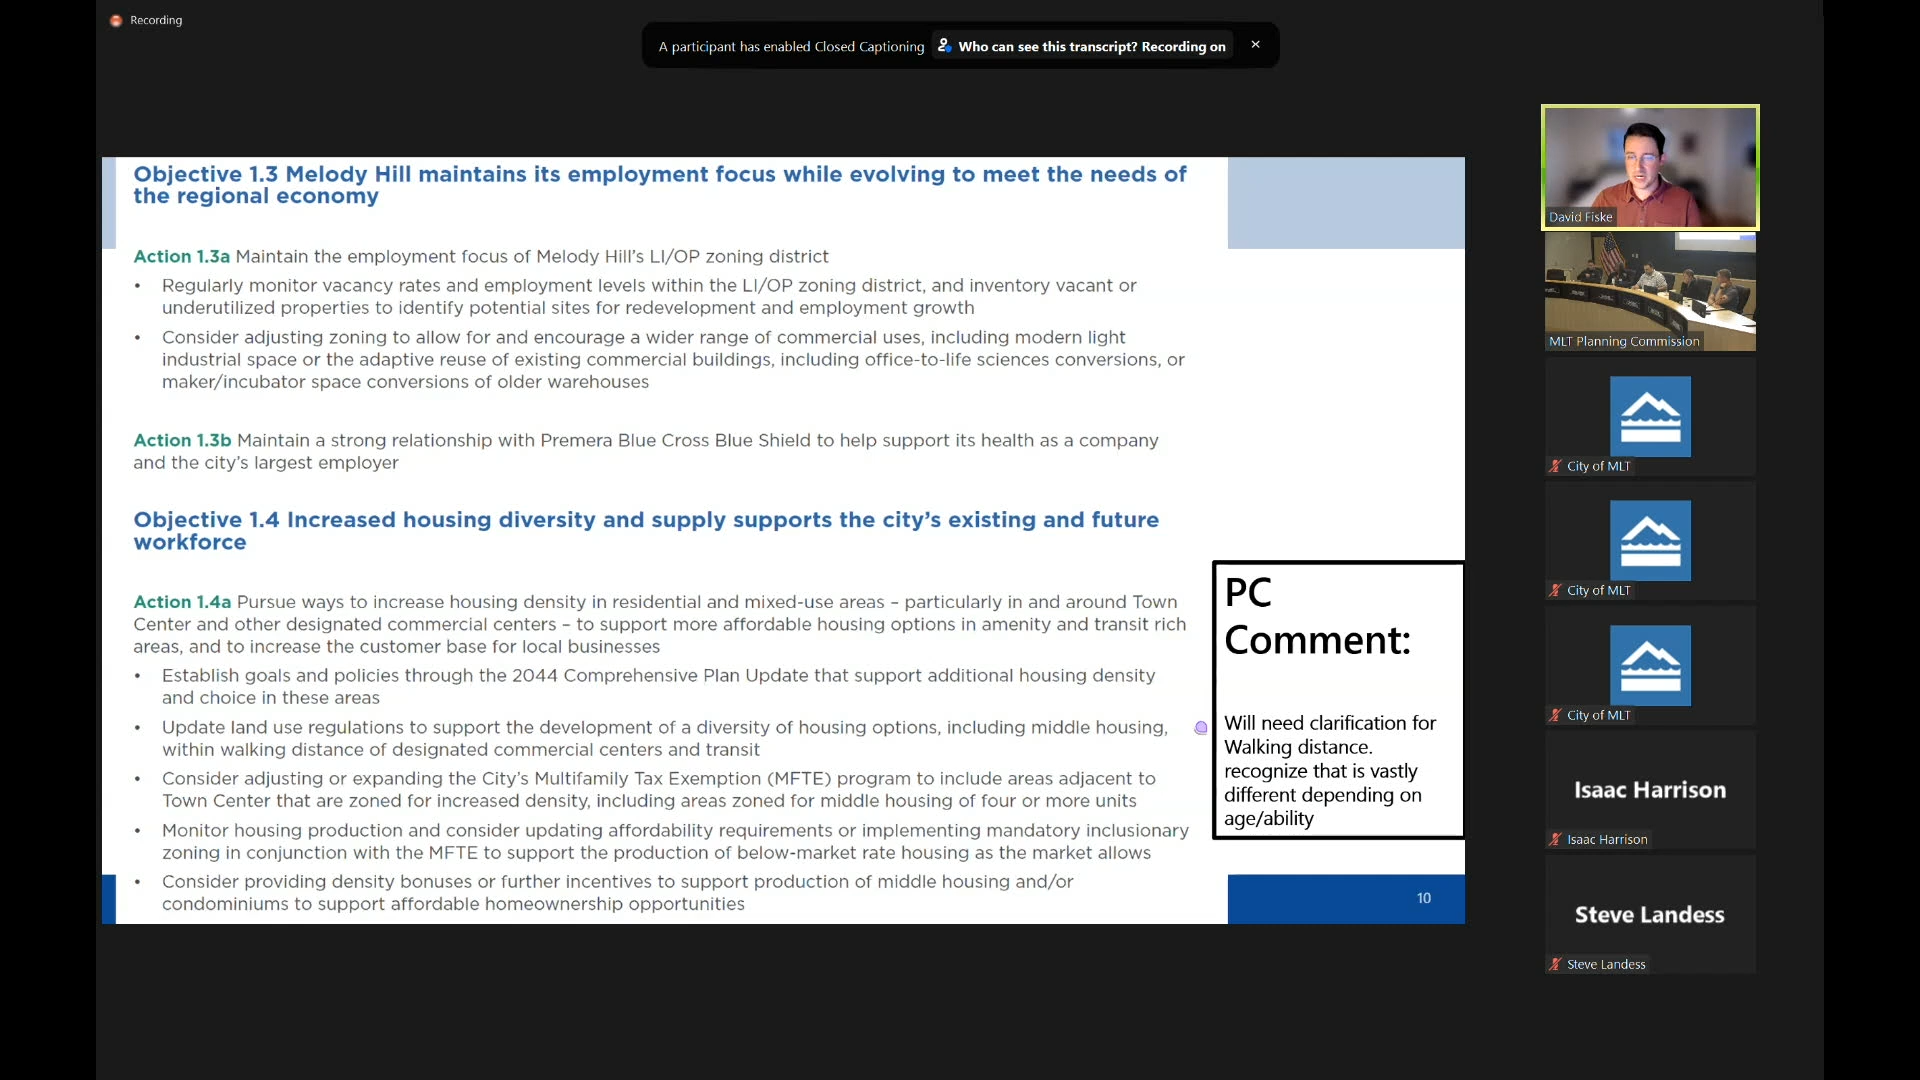 Recording
A participant has enabled Closed Captioning Who can see this transcript? Recording on
Objective 1.3 Melody Hill maintains its employment focus while evolving to meet the needs of
the regional economy
Action 1.3a Maintain the employment focus of Melody Hill's LI/OP zoning district
• Regularly monitor vacancy rates and employment levels within the LI/OP zoning district, and inventory vacant or
underutilized properties to identify potential sites for redevelopment and employment growth
• Consider adjusting zoning to allow for and encourage a wider range of commercial uses, including modern light
industrial space or the adaptive reuse of existing commercial buildings, including office-to-life sciences conversions, or
maker/incubator space conversions of older warehouses
Action 1.3b Maintain a strong relationship with Premera Blue Cross Blue Shield to help support its health as a company
and the city's largest employer
Objective 1.4 Increased housing diversity and supply supports the city's existing and future
workforce
Action 1.4a Pursue ways to increase housing density in residential and mixed-use areas – particularly in and around Town
Center and other designated commercial centers – to support more affordable housing options in amenity and transit rich
areas, and to increase the customer base for local businesses
• Establish goals and policies through the 2044 Comprehensive Plan Update that support additional housing density
and choice in these areas
• Update land use regulations to support the development of a diversity of housing options, including middle housing,
within walking distance of designated commercial centers and transit
• Consider adjusting or expanding the City's Multifamily Tax Exemption (MFTE) program to include areas adjacent to
Town Center that are zoned for increased density, including areas zoned for middle housing of four or more units
• Monitor housing production and consider updating affordability requirements or implementing mandatory inclusionary
zoning in conjunction with the MFTE to support the production of below-market rate housing as the market allows
• Consider providing density bonuses or further incentives to support production of middle housing and/or
condominiums to support affordable homeownership opportunities
PC
Comment:
Will need clarification for
Walking distance.
recognize that is vastly
different depending on
age/ability
10
David Fiske
MLT Planning Commission
City of MLT
City of MLT
City of MLT
Isaac Harrison
Isaac Harrison
Steve Landess
Steve Landess